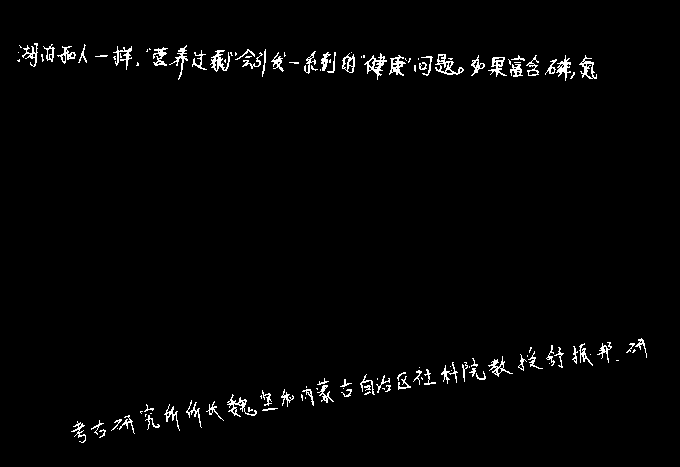 湖泊和人一样，“营养过剩”会引发一系列的“健康”问题。如果富含磷，氮
考古研究所所长魏坚和内蒙古自治区社科院教授舒振邦、研